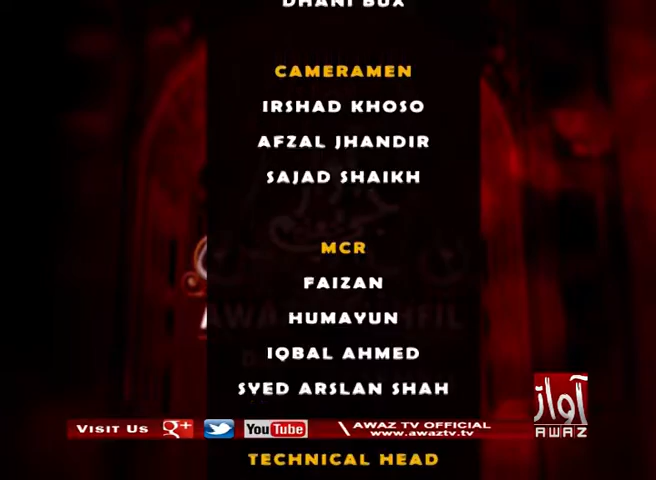 DHANI BUX
CAMERAMEN
IRSHAD KHOSO
AFZAL JHANDIR
SAJAD SHAIKH
MCR
FAIZAN
HUMAYUN
IQBAL AHMED
SYED ARSLAN SHAH
VISIT US g+ YouTube \ AWAZ TV OFFICIAL
www.awaztv.tv
آواز
AWAZ
TECHNICAL HEAD